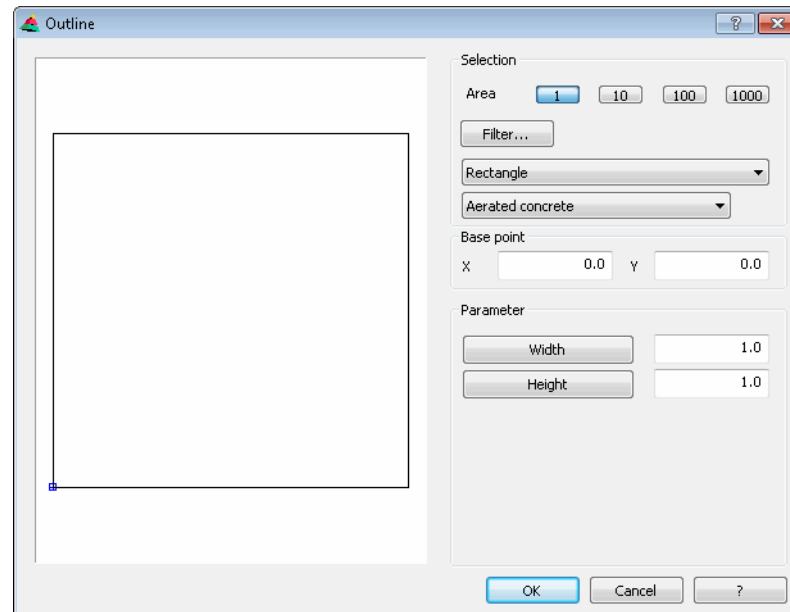 Outline
?
Selection
Area 1 10 100 1000
Filter...
Rectangle
Aerated concrete
Base point
X 0.0 Y 0.0
Parameter
Width 1.0
Height 1.0
OK Cancel ?